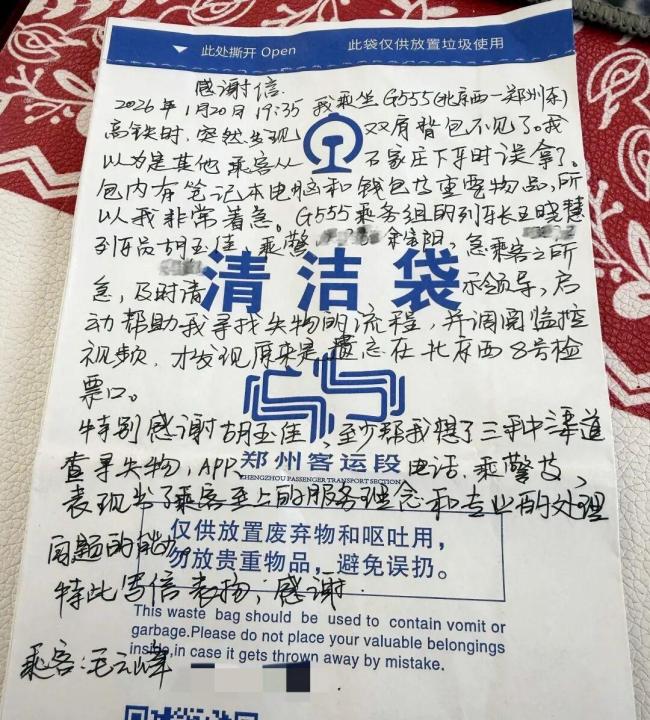 此处撕开 Open 此袋仅供放置垃圾使用
感谢信
2026年1月20日19:35 我乘坐G555(北京西一郑州东)
高铁时，突然发现双肩背包不见了。我
以为是其他乘客从石家庄下车时误拿了。
包内有笔记本电脑和钱包等重要物品，所
以我非常着急。G555乘务组的列车长王晓慧
列车员胡玉佳，乘警 阳，急乘客之所
急，及时请示领导，启
清洁袋
动帮助我寻找失物的流程，并调阅监控
视频，才发现原来是遗忘在北京西8号检
票口。
特别感谢胡玉佳，至少帮我想了三种渠道
查寻失物，APP、电话、乘警
郑州客运段
ZHENGZHOU PASSENGER TRANSPORT SECTION
表现出了乘客至上的服务理念和专业的处理
问题的能力。
仅供放置废弃物和呕吐用，
勿放贵重物品，避免误扔。
特此写信表扬，感谢
This waste bag should be used to contain vomit or
garbage.Please do not place your valuable belongings
inside,in case it gets thrown away by mistake.
乘客：毛云峰